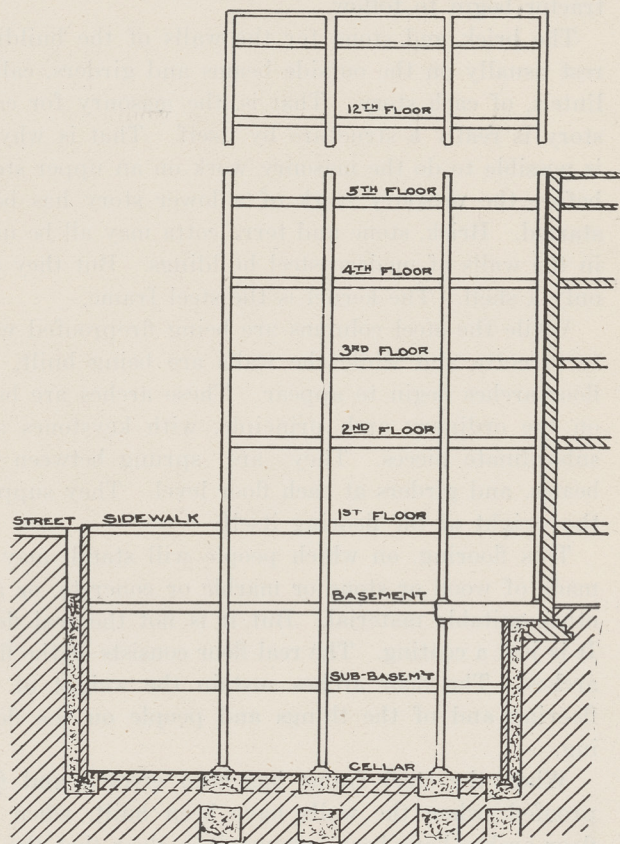 12TH FLOOR
5TH FLOOR
4TH FLOOR
3RD FLOOR
2ND FLOOR
STREET SIDEWALK 1ST FLOOR
BASEMENT
SUB-BASEM'T
CELLAR